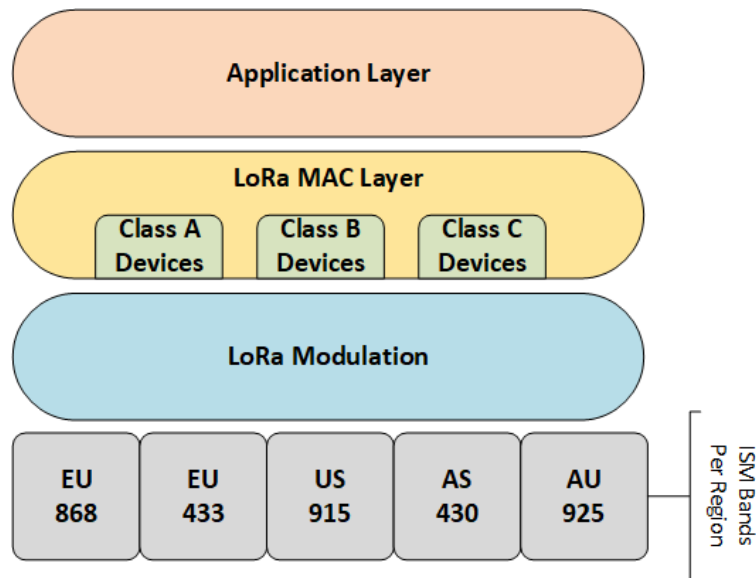 Application Layer
LoRa MAC Layer
Class A
Devices
Class B
Devices
Class C
Devices
LoRa Modulation
EU
868
EU
433
US
915
AS
430
AU
925
ISM Bands
Per Region